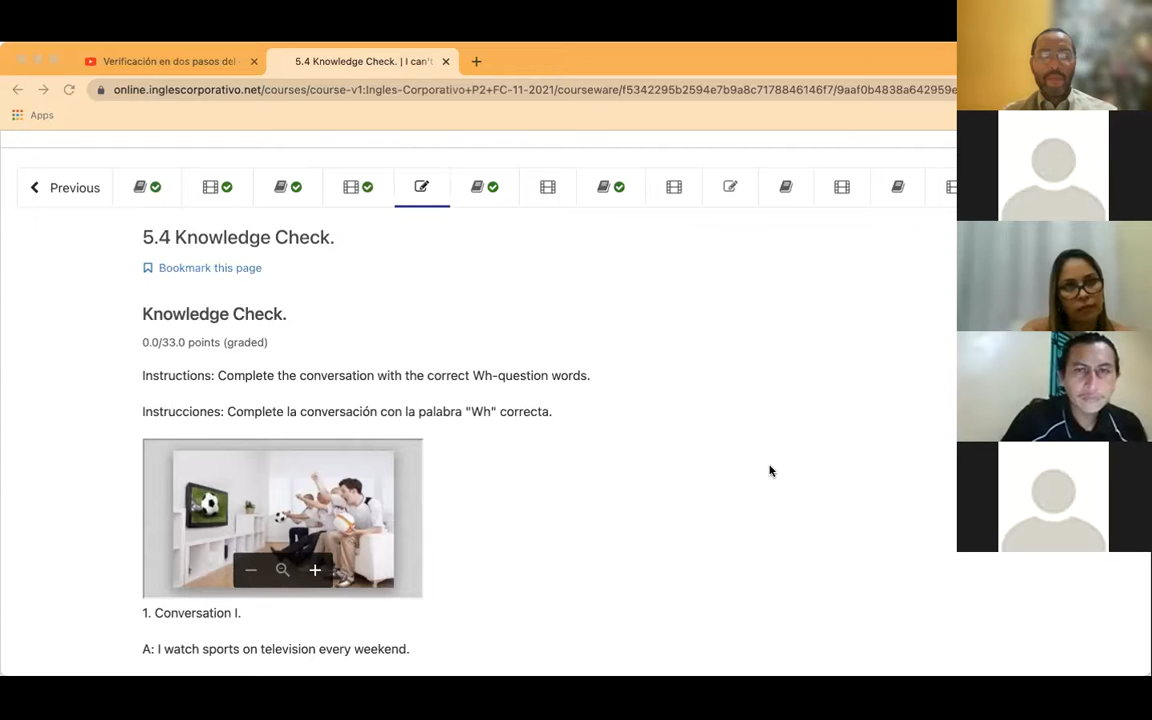 Verificación en dos pasos del
5.4 Knowledge Check. | I can't
online.inglescorporativo.net/courses/course-v1:Ingles-Corporativo+P2+FC-11-2021/courseware/f5342295b2594e7b9a8c7178846146f7/9aaf0b4838a642959e
Apps
Previous
5.4 Knowledge Check.
Bookmark this page
Knowledge Check.
0.0/33.0 points (graded)
Instructions: Complete the conversation with the correct Wh-question words.
Instrucciones: Complete la conversación con la palabra "Wh" correcta.
1. Conversation I.
A: I watch sports on television every weekend.